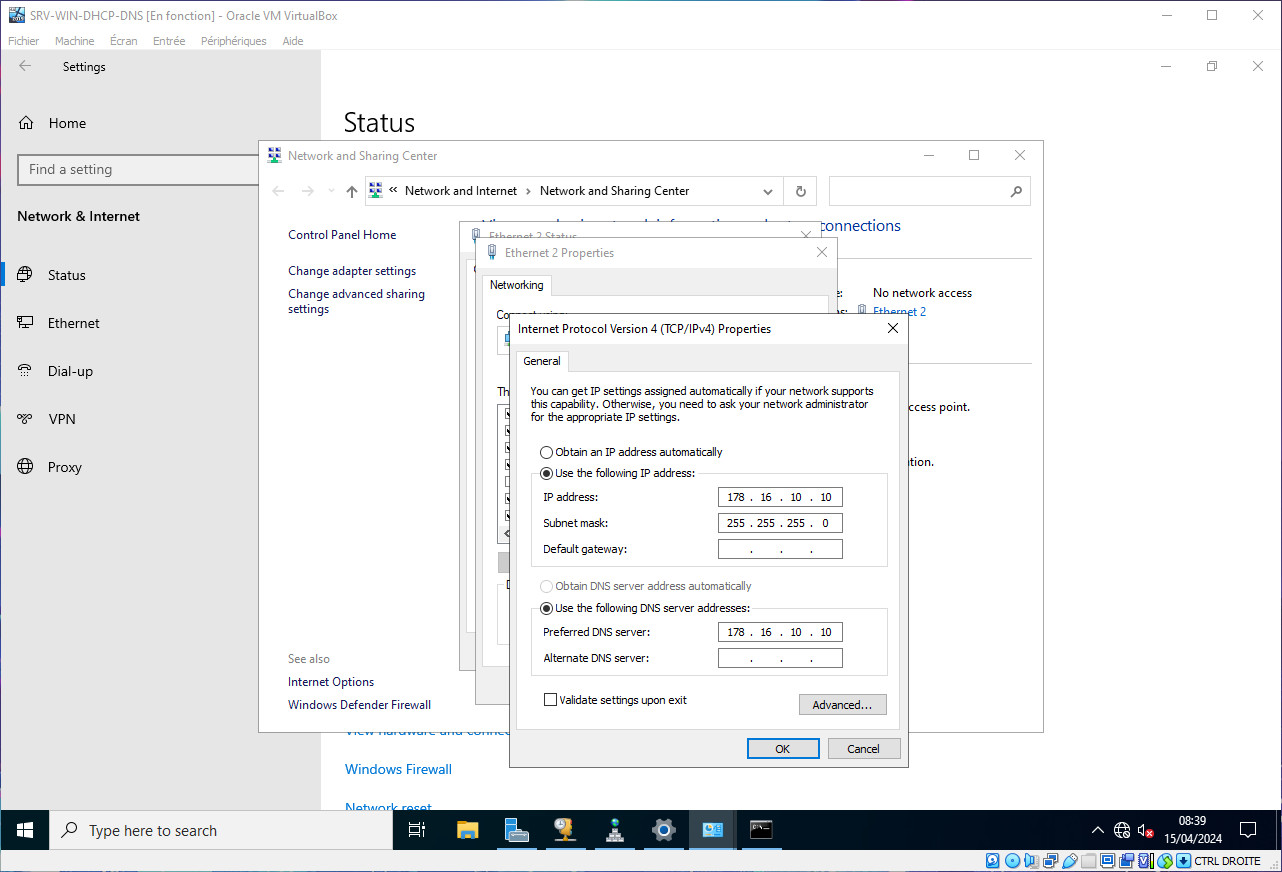 SRV-WIN-DHCP-DNS [En fonction] - Oracle VM VirtualBox
Fichier Machine Écran Entrée Périphériques Aide
Settings
Home
Find a setting
Network & Internet
Status
Ethernet
Dial-up
VPN
Proxy
Status
Network and Sharing Center
« Network and Internet › Network and Sharing Center
Control Panel Home
Change adapter settings
Change advanced sharing
settings
connections
No network access
Ethernet 2
See also
Internet Options
Windows Defender Firewall
Ethernet 2 Status
Ethernet 2 Properties
Networking
Internet Protocol Version 4 (TCP/IPv4) Properties
General
You can get IP settings assigned automatically if your network supports
this capability. Otherwise, you need to ask your network administrator
for the appropriate IP settings.
Obtain an IP address automatically
Use the following IP address:
IP address: 178 . 16 . 10 . 10
Subnet mask: 255 . 255 . 255 . 0
Default gateway: . . .
Obtain DNS server address automatically
Use the following DNS server addresses:
Preferred DNS server: 178 . 16 . 10 . 10
Alternate DNS server: . . .
Validate settings upon exit
Advanced...
OK Cancel
ccess point.
Windows Firewall
Network reset
Type here to search
08:39
15/04/2024
CTRL DROITE